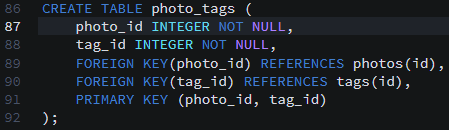 86 CREATE TABLE photo_tags (
87     photo_id INTEGER NOT NULL,
88     tag_id INTEGER NOT NULL,
89     FOREIGN KEY(photo_id) REFERENCES photos(id),
90     FOREIGN KEY(tag_id) REFERENCES tags(id),
91     PRIMARY KEY (photo_id, tag_id)
92 );